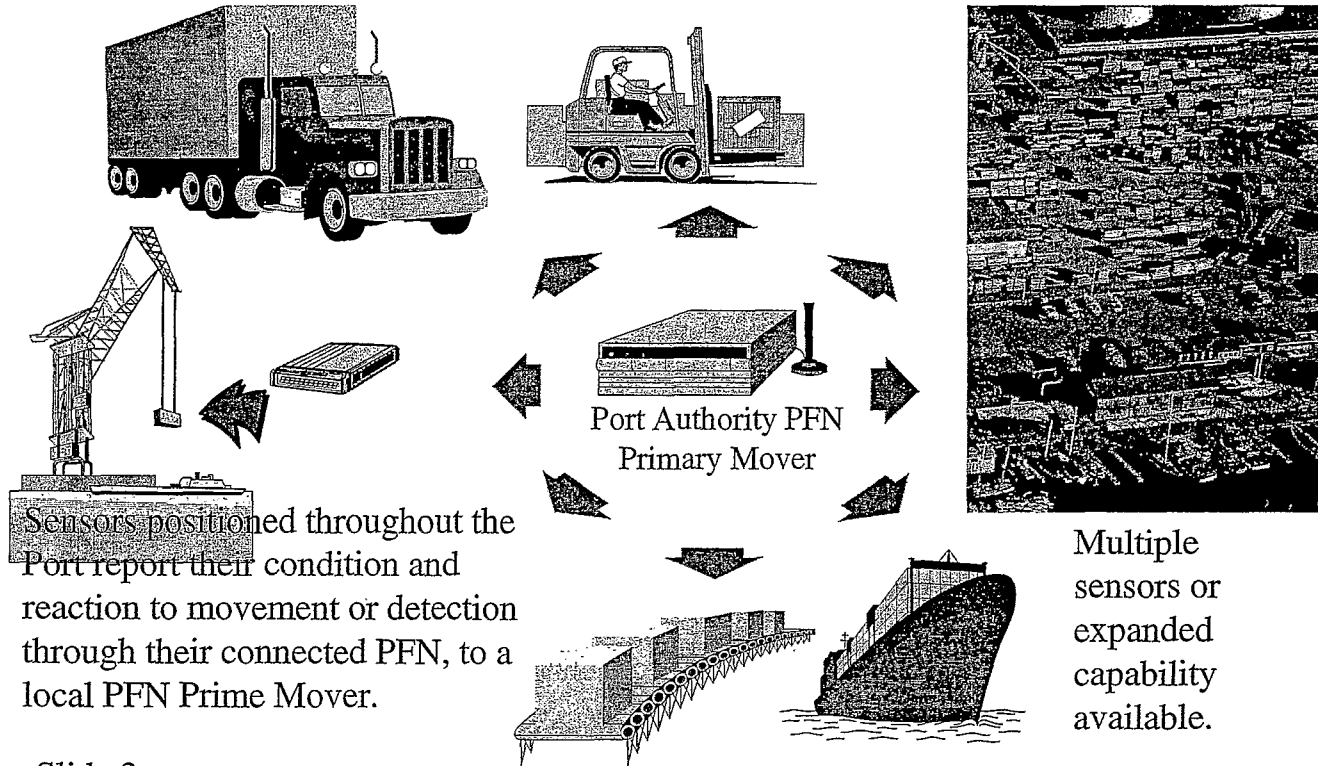 Port Authority PFN
Primary Mover
Sensors positioned throughout the
Port report their condition and
reaction to movement or detection
through their connected PFN, to a
local PFN Prime Mover.
Multiple
sensors or
expanded
capability
available.